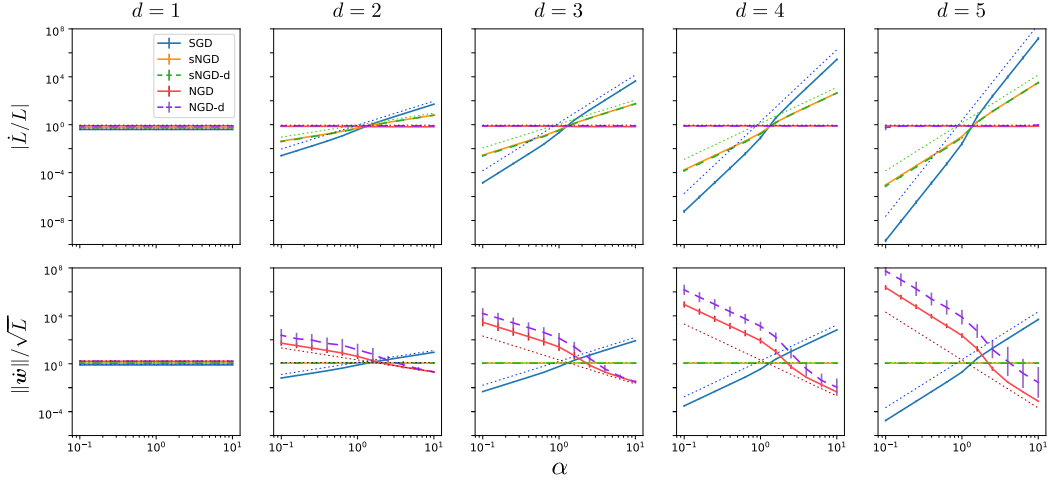 d = 1 d = 2 d = 3 d = 4 d = 5
10^8
10^4
10^0
10^−4
10^−8
|L̇/L|
SGD
sNGD
sNGD-d
NGD
NGD-d
10^8
10^4
10^0
10^−4
||w||/√L
10^−1 10^0 10^1 10^−1 10^0 10^1 10^−1 10^0 10^1 10^−1 10^0 10^1 10^−1 10^0 10^1
α